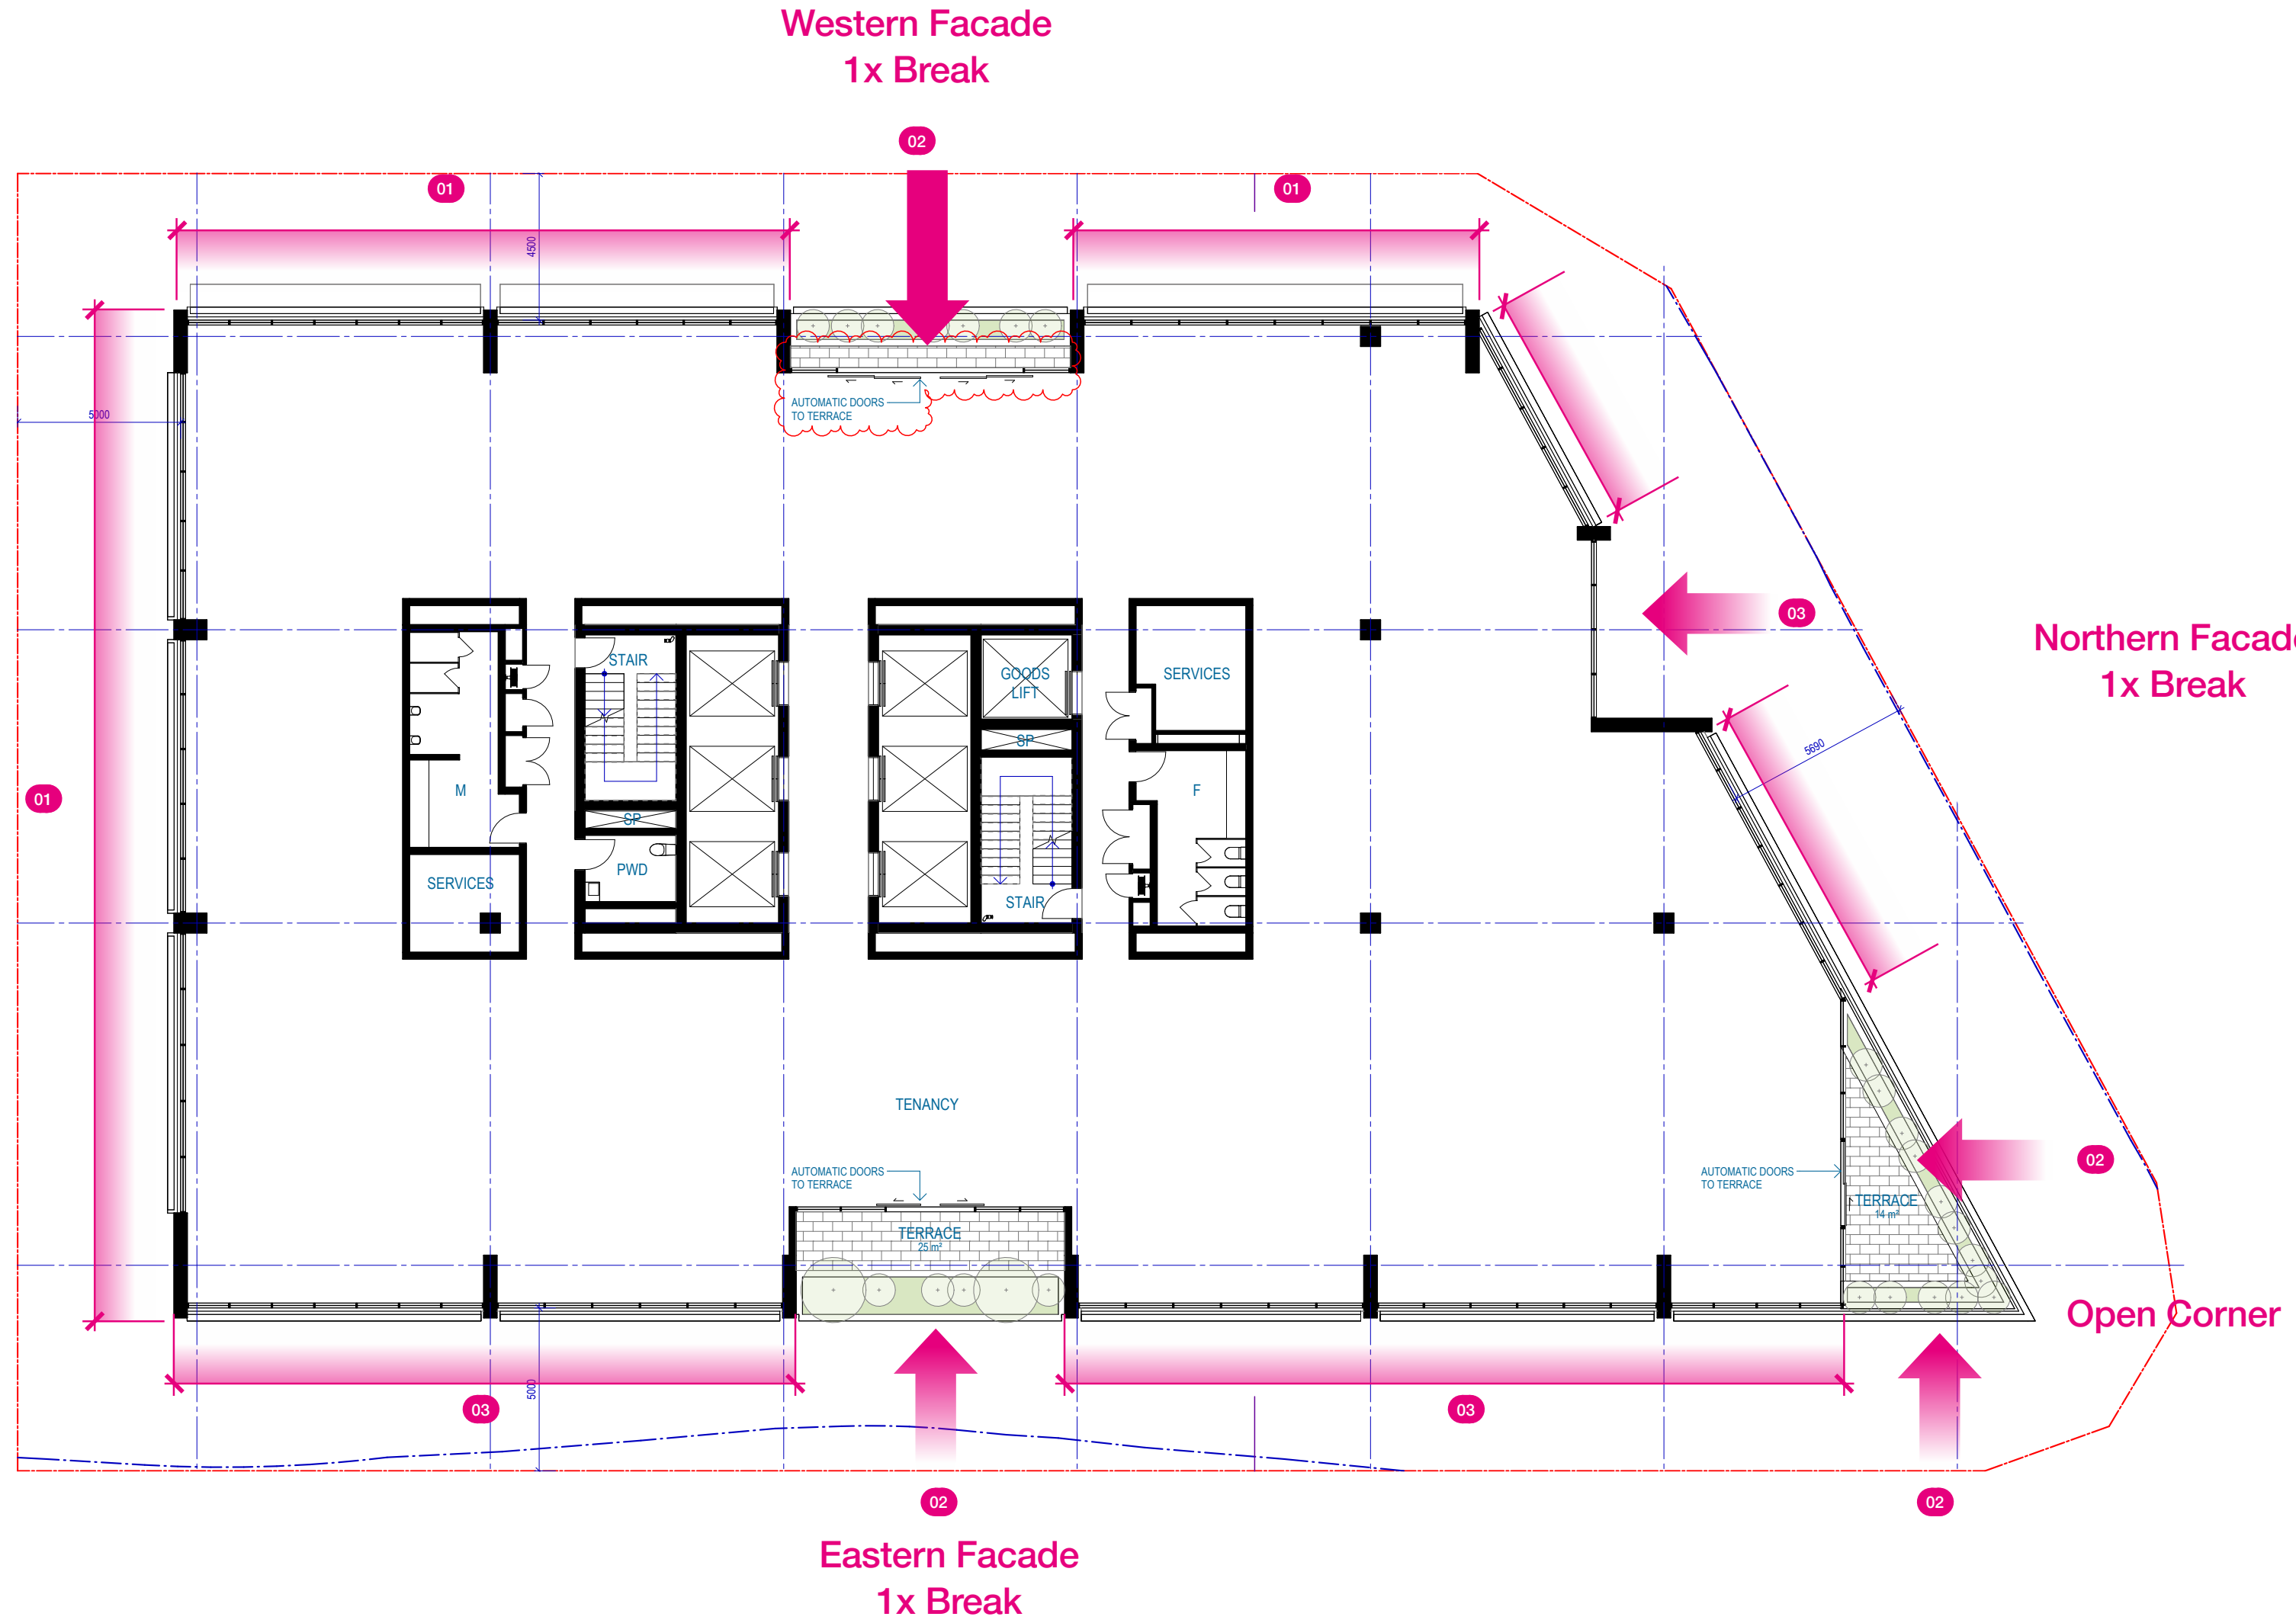 Western Facade
1x Break
02
01
01
4500
5000
AUTOMATIC DOORS
TO TERRACE
03
Northern Facade
1x Break
STAIR
GOODS
LIFT
SERVICES
SP
5690
M
F
01
SP
PWD
SERVICES
STAIR
TENANCY
AUTOMATIC DOORS
TO TERRACE
TERRACE
25 m²
AUTOMATIC DOORS
TO TERRACE
TERRACE
14 m²
02
Open Corner
5000
03
03
02
02
Eastern Facade
1x Break